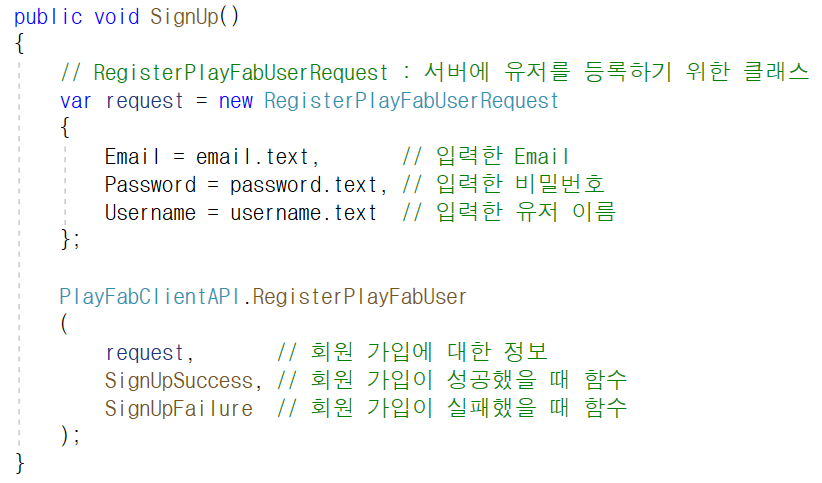 public void SignUp()
{
// RegisterPlayFabUserRequest : 서버에 유저를 등록하기 위한 클래스
var request = new RegisterPlayFabUserRequest
{
Email = email.text, // 입력한 Email
Password = password.text, // 입력한 비밀번호
Username = username.text // 입력한 유저 이름
};
PlayFabClientAPI.RegisterPlayFabUser
(
request, // 회원 가입에 대한 정보
SignUpSuccess, // 회원 가입이 성공했을 때 함수
SignUpFailure // 회원 가입이 실패했을 때 함수
);
}